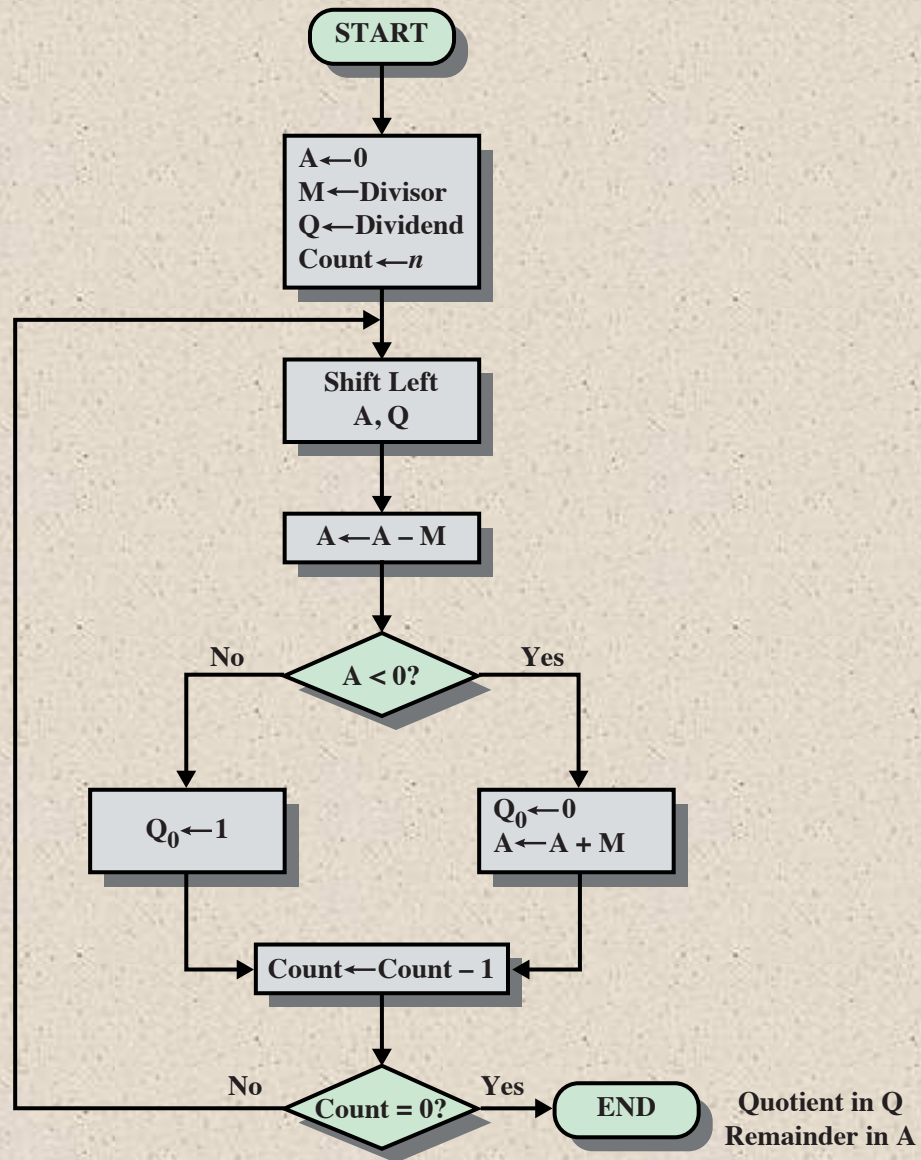 START
A←0
M←Divisor
Q←Dividend
Count←n
Shift Left
A, Q
A←A – M
No
Yes
A < 0?
Q₀←1
Q₀←0
A←A + M
Count←Count – 1
No
Yes
Count = 0?
END
Quotient in Q
Remainder in A